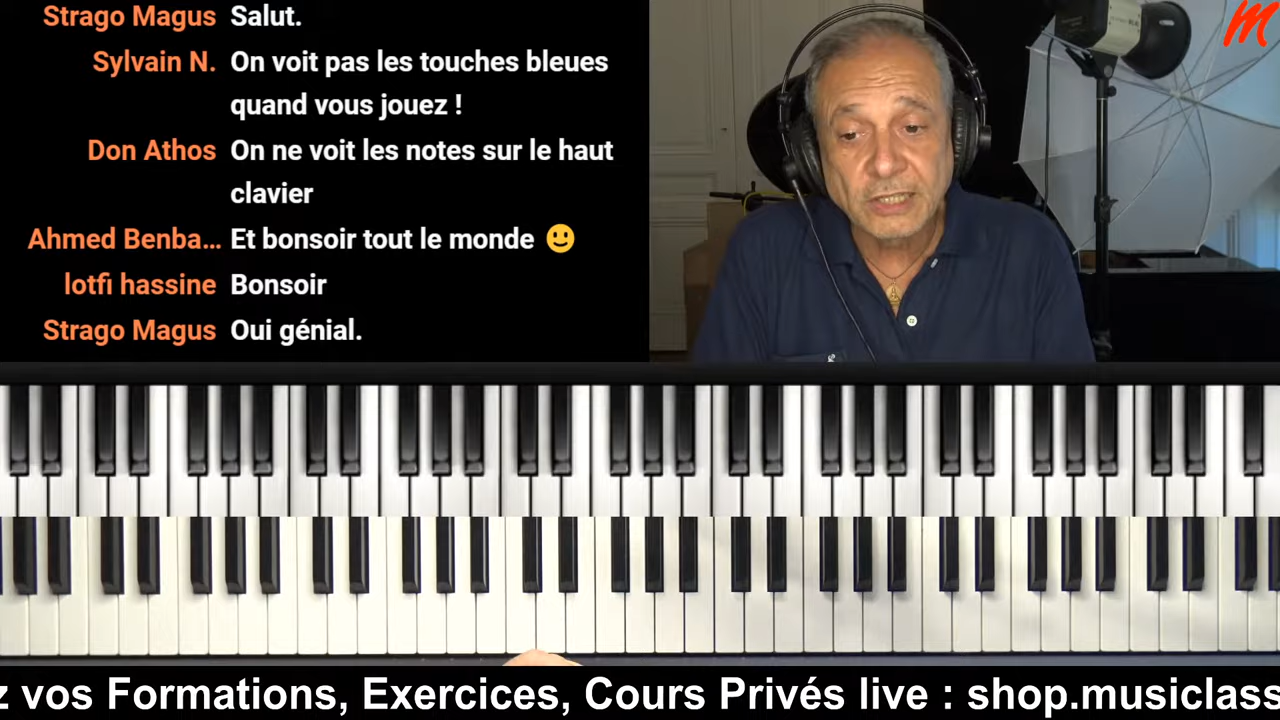 Strago Magus Salut.
Sylvain N. On voit pas les touches bleues
quand vous jouez !
Don Athos On ne voit les notes sur le haut
clavier
Ahmed Benba... Et bonsoir tout le monde 🙂
lotfi hassine Bonsoir
Strago Magus Oui génial.
M
z vos Formations, Exercices, Cours Privés live : shop.musiclass